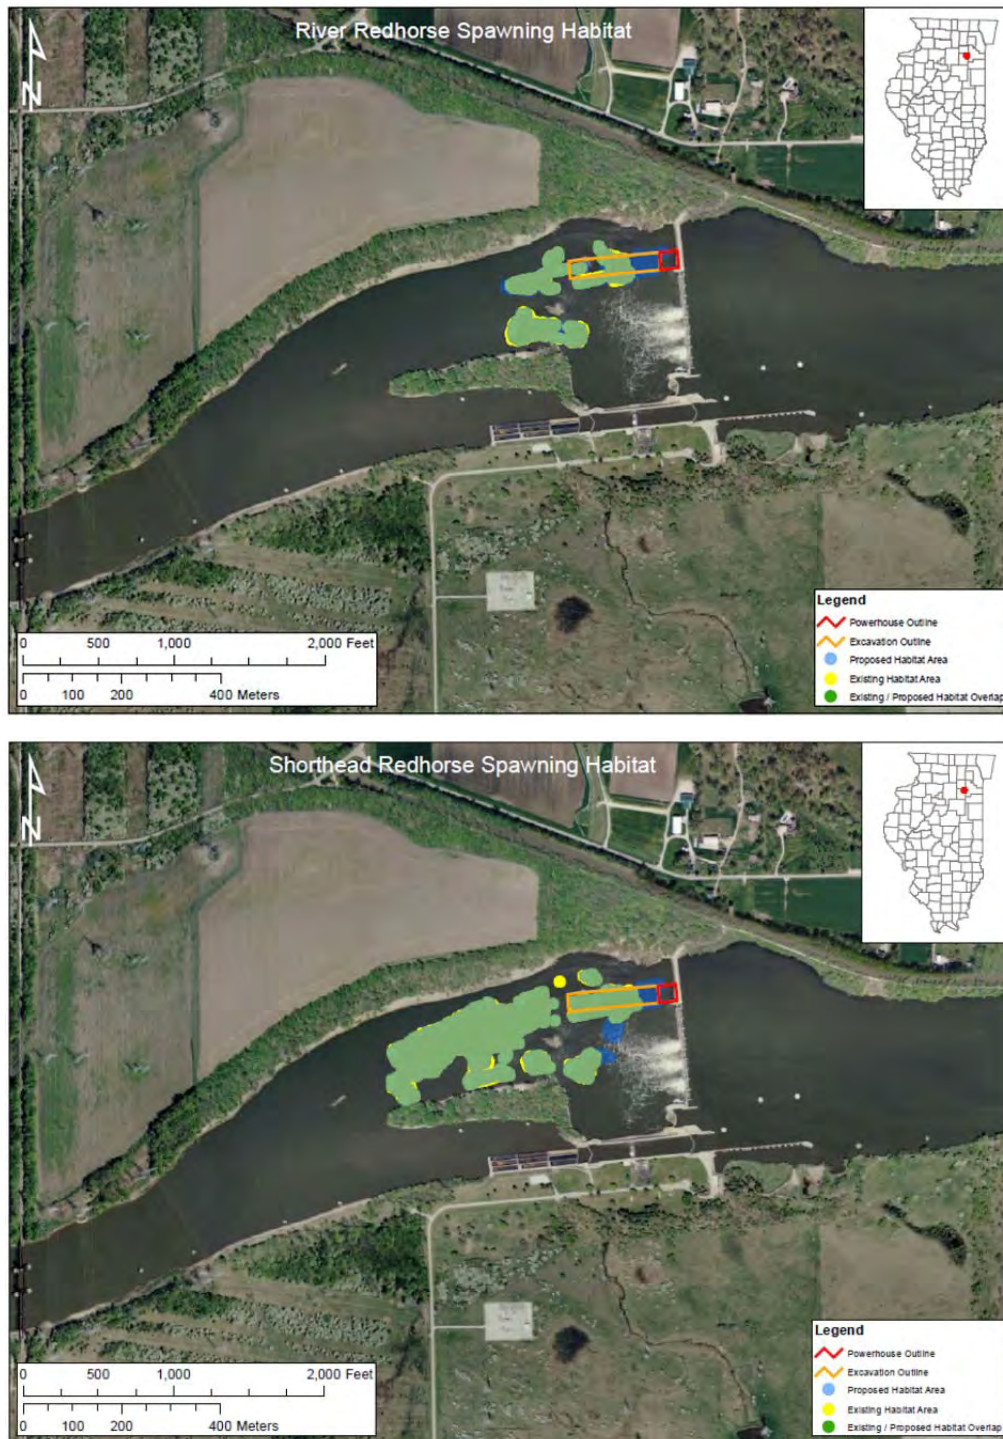 River Redhorse Spawning Habitat
N
Legend
Powerhouse Outline
Excavation Outline
Proposed Habitat Area
Existing Habitat Area
Existing / Proposed Habitat Overlap
0 500 1,000 2,000 Feet
0 100 200 400 Meters
Shorthead Redhorse Spawning Habitat
N
Legend
Powerhouse Outline
Excavation Outline
Proposed Habitat Area
Existing Habitat Area
Existing / Proposed Habitat Overlap
0 500 1,000 2,000 Feet
0 100 200 400 Meters